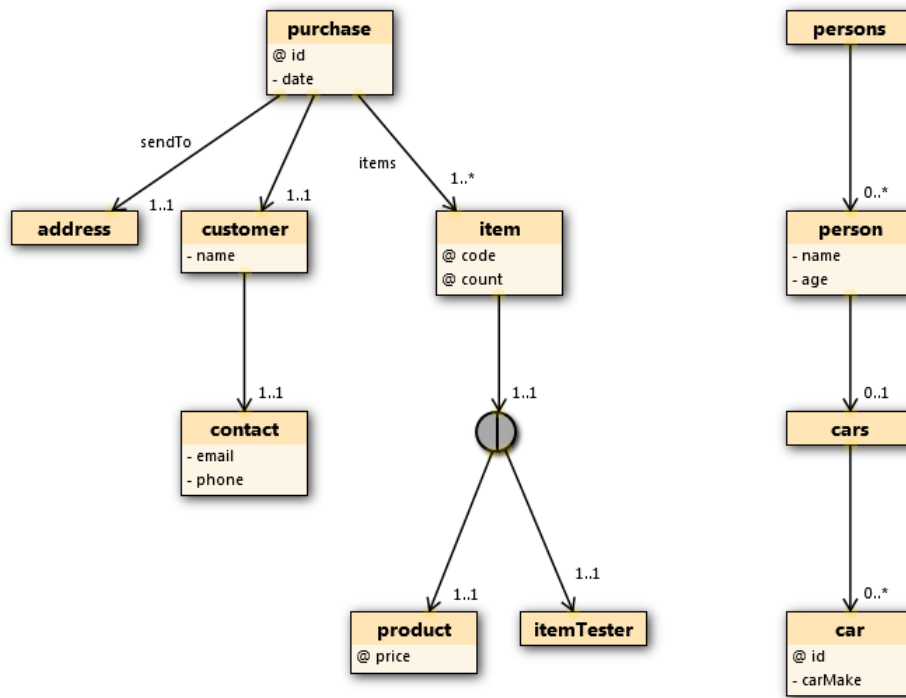 purchase
@ id
- date
sendTo
items
1..1
1..1
1..*
address
customer
- name
item
@ code
@ count
1..1
1..1
contact
- email
- phone
1..1
1..1
product
@ price
itemTester
persons
0..*
person
- name
- age
0..1
cars
0..*
car
@ id
- carMake